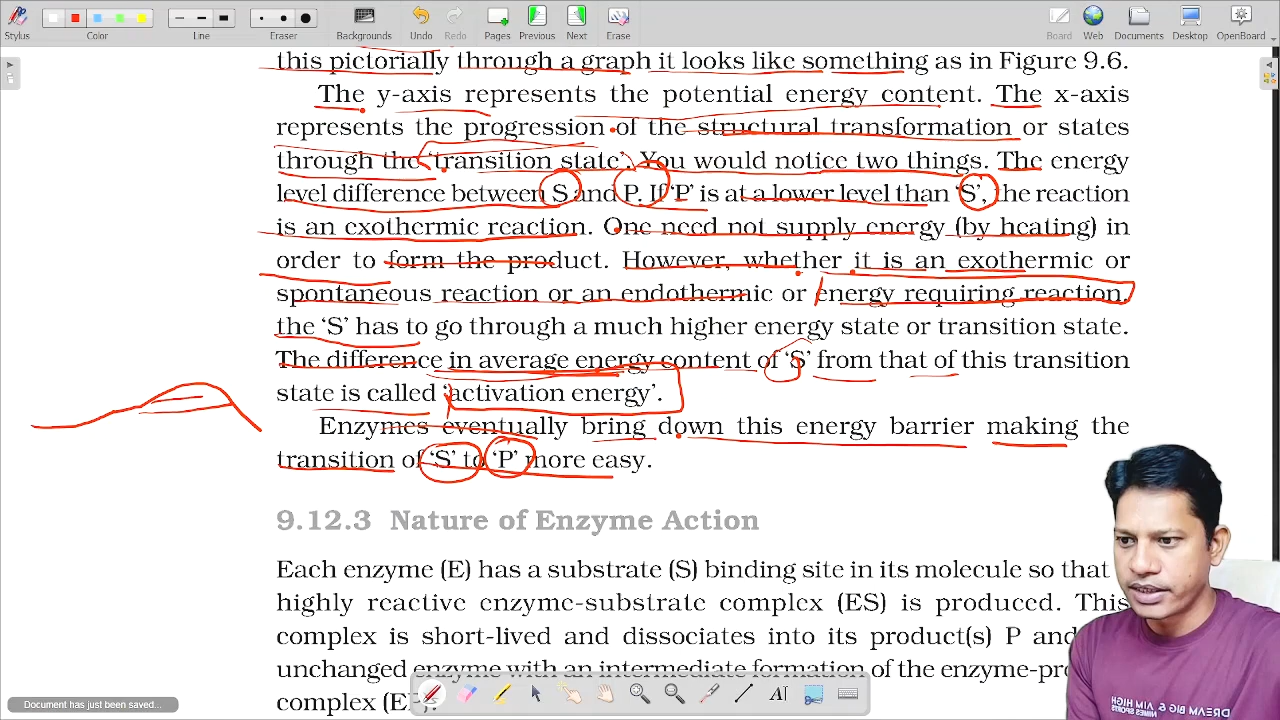 Stylus
Color
Line
Eraser
Backgrounds
Undo
Redo
Pages
Previous
Next
Erase
Board
Web
Documents
Desktop
OpenBoard
this pictorially through a graph it looks like something as in Figure 9.6.
The y-axis represents the potential energy content. The x-axis
represents the progression of the structural transformation or states
through the ‘transition state’. You would notice two things. The energy
level difference between S and P. If ‘P’ is at a lower level than ‘S’, the reaction
is an exothermic reaction. One need not supply energy (by heating) in
order to form the product. However, whether it is an exothermic or
spontaneous reaction or an endothermic or energy requiring reaction,
the ‘S’ has to go through a much higher energy state or transition state.
The difference in average energy content of ‘S’ from that of this transition
state is called ‘activation energy’.
Enzymes eventually bring down this energy barrier making the
transition of ‘S’ to ‘P’ more easy.
9.12.3 Nature of Enzyme Action
Each enzyme (E) has a substrate (S) binding site in its molecule so that
highly reactive enzyme-substrate complex (ES) is produced. This
complex is short-lived and dissociates into its product(s) P and
unchanged enzyme with an intermediate formation of the
complex
Document has just been saved...
DREAM BIG & AIM HIGH